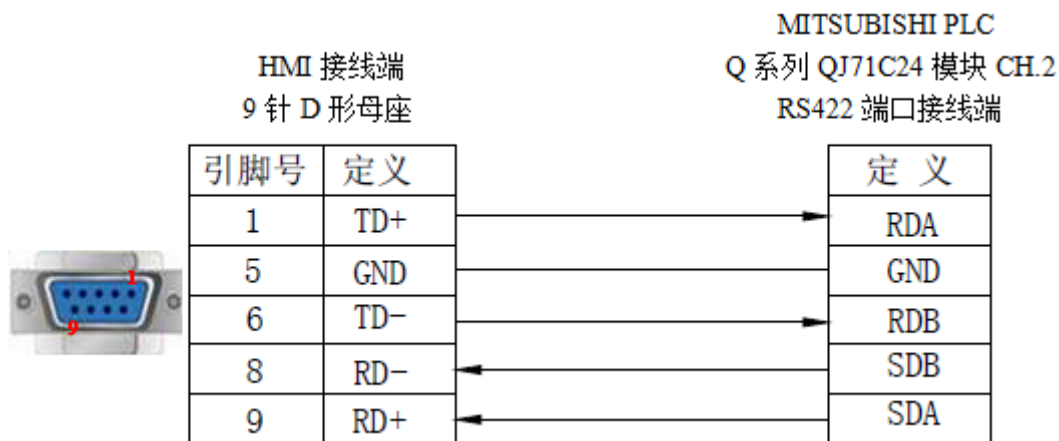 MITSUBISHI PLC
HMI 接线端
Q 系列 QJ71C24 模块 CH.2
9 针 D 形母座
RS422 端口接线端
引脚号 定义 定 义
1 TD+ RDA
5 GND GND
6 TD- RDB
8 RD- SDB
9 RD+ SDA
1
9